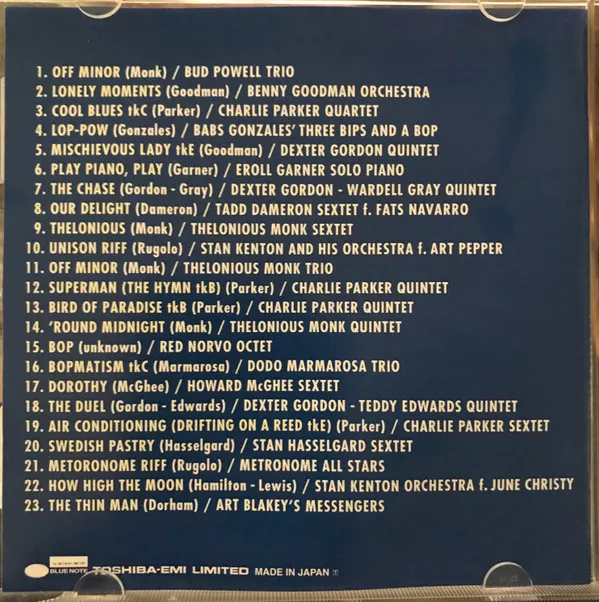 1. OFF MINOR (Monk) / BUD POWELL TRIO
2. LONELY MOMENTS (Goodman) / BENNY GOODMAN ORCHESTRA
3. COOL BLUES tkC (Parker) / CHARLIE PARKER QUARTET
4. LOP-POW (Gonzales) / BABS GONZALES' THREE BIPS AND A BOP
5. MISCHIEVOUS LADY tkE (Goodman) / DEXTER GORDON QUINTET
6. PLAY PIANO, PLAY (Garner) / EROLL GARNER SOLO PIANO
7. THE CHASE (Gordon - Gray) / DEXTER GORDON - WARDELL GRAY QUINTET
8. OUR DELIGHT (Dameron) / TADD DAMERON SEXTET f. FATS NAVARRO
9. THELONIOUS (Monk) / THELONIOUS MONK SEXTET
10. UNISON RIFF (Rugolo) / STAN KENTON AND HIS ORCHESTRA f. ART PEPPER
11. OFF MINOR (Monk) / THELONIOUS MONK TRIO
12. SUPERMAN (THE HYMN tkB) (Parker) / CHARLIE PARKER QUINTET
13. BIRD OF PARADISE tkB (Parker) / CHARLIE PARKER QUINTET
14. 'ROUND MIDNIGHT (Monk) / THELONIOUS MONK QUINTET
15. BOP (unknown) / RED NORVO OCTET
16. BOPMATISM tkC (Marmarosa) / DODO MARMAROSA TRIO
17. DOROTHY (McGhee) / HOWARD McGHEE SEXTET
18. THE DUEL (Gordon - Edwards) / DEXTER GORDON - TEDDY EDWARDS QUINTET
19. AIR CONDITIONING (DRIFTING ON A REED tkE) (Parker) / CHARLIE PARKER SEXTET
20. SWEDISH PASTRY (Hasselgard) / STAN HASSELGARD SEXTET
21. METORONOME RIFF (Rugolo) / METRONOME ALL STARS
22. HOW HIGH THE MOON (Hamilton - Lewis) / STAN KENTON ORCHESTRA f. JUNE CHRISTY
23. THE THIN MAN (Dorham) / ART BLAKEY'S MESSENGERS
BLUE NOTE TOSHIBA-EMI LIMITED MADE IN JAPAN